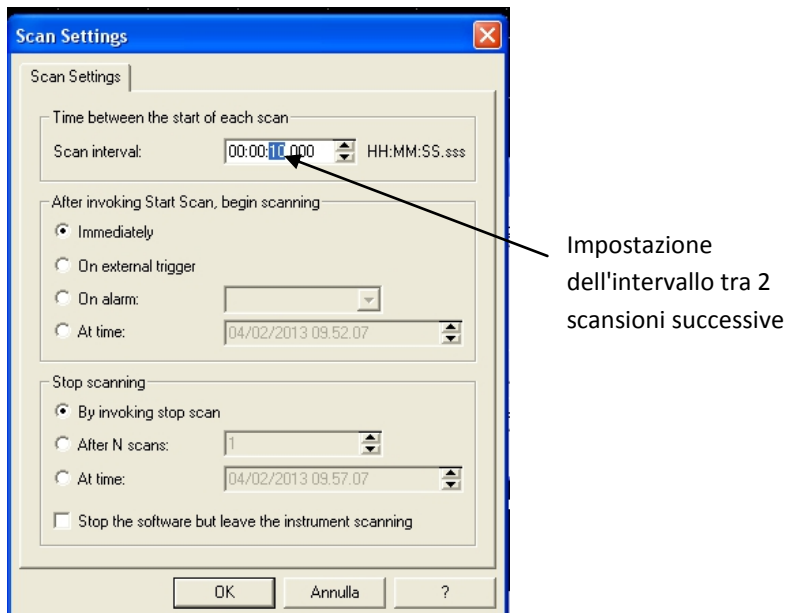 Scan Settings
Scan Settings
Time between the start of each scan
Scan interval: 00:00:10.000 HH:MM:SS.sss
After invoking Start Scan, begin scanning
Immediately
On external trigger
On alarm:
At time: 04/02/2013 09.52.07
Stop scanning
By invoking stop scan
After N scans: 1
At time: 04/02/2013 09.57.07
Stop the software but leave the instrument scanning
OK Annulla ?
Impostazione
dell'intervallo tra 2
scansioni successive